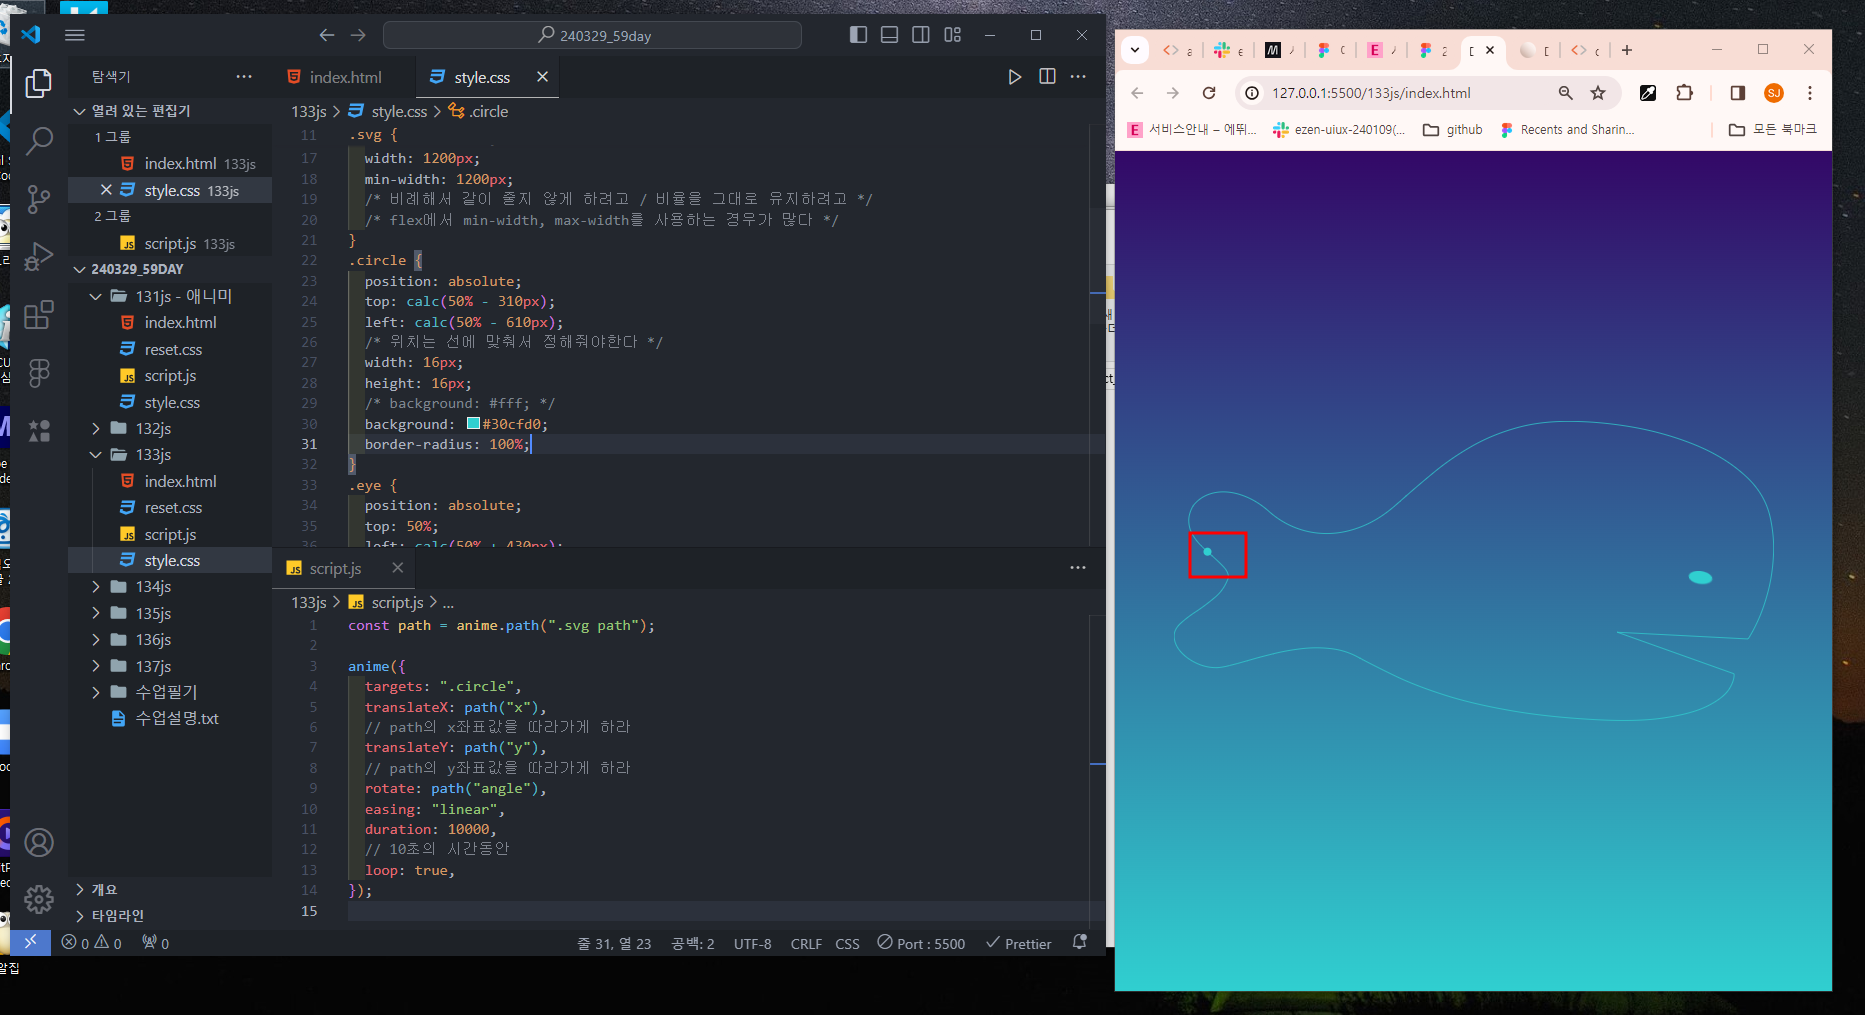 240329_59day
탐색기
열려 있는 편집기
1 그룹
index.html 133js
style.css 133js
2 그룹
script.js 133js
240329_59DAY
131js - 애니미
index.html
reset.css
script.js
style.css
132js
133js
index.html
reset.css
script.js
style.css
134js
135js
136js
137js
수업필기
수업설명.txt
개요
타임라인
index.html
style.css
133js > style.css > .circle
11 .svg {
17 width: 1200px;
18 min-width: 1200px;
19 /* 비례해서 같이 줄지 않게 하려고 / 비율을 그대로 유지하려고 */
20 /* flex에서 min-width, max-width를 사용하는 경우가 많다 */
21 }
22 .circle {
23 position: absolute;
24 top: calc(50% - 310px);
25 left: calc(50% - 610px);
26 /* 위치는 선에 맞춰서 정해줘야한다 */
27 width: 16px;
28 height: 16px;
29 /* background: #fff; */
30 background: #30cfd0;
31 border-radius: 100%;
32 }
33 .eye {
34 position: absolute;
35 top: 50%;
36 left: calc(50% + 430px);
script.js
133js > script.js > ...
1 const path = anime.path(".svg path");
2
3 anime({
4 targets: ".circle",
5 translateX: path("x"),
6 // path의 x좌표값을 따라가게 하라
7 translateY: path("y"),
8 // path의 y좌표값을 따라가게 하라
9 rotate: path("angle"),
10 easing: "linear",
11 duration: 10000,
12 // 10초의 시간동안
13 loop: true,
14 });
15
0 0 0
줄 31, 열 23 공백: 2 UTF-8 CRLF CSS Port : 5500 Prettier
알집
127.0.0.1:5500/133js/index.html
SJ
서비스안내 – 에뛰...
ezen-uiux-240109(...
github
Recents and Sharin...
모든 북마크